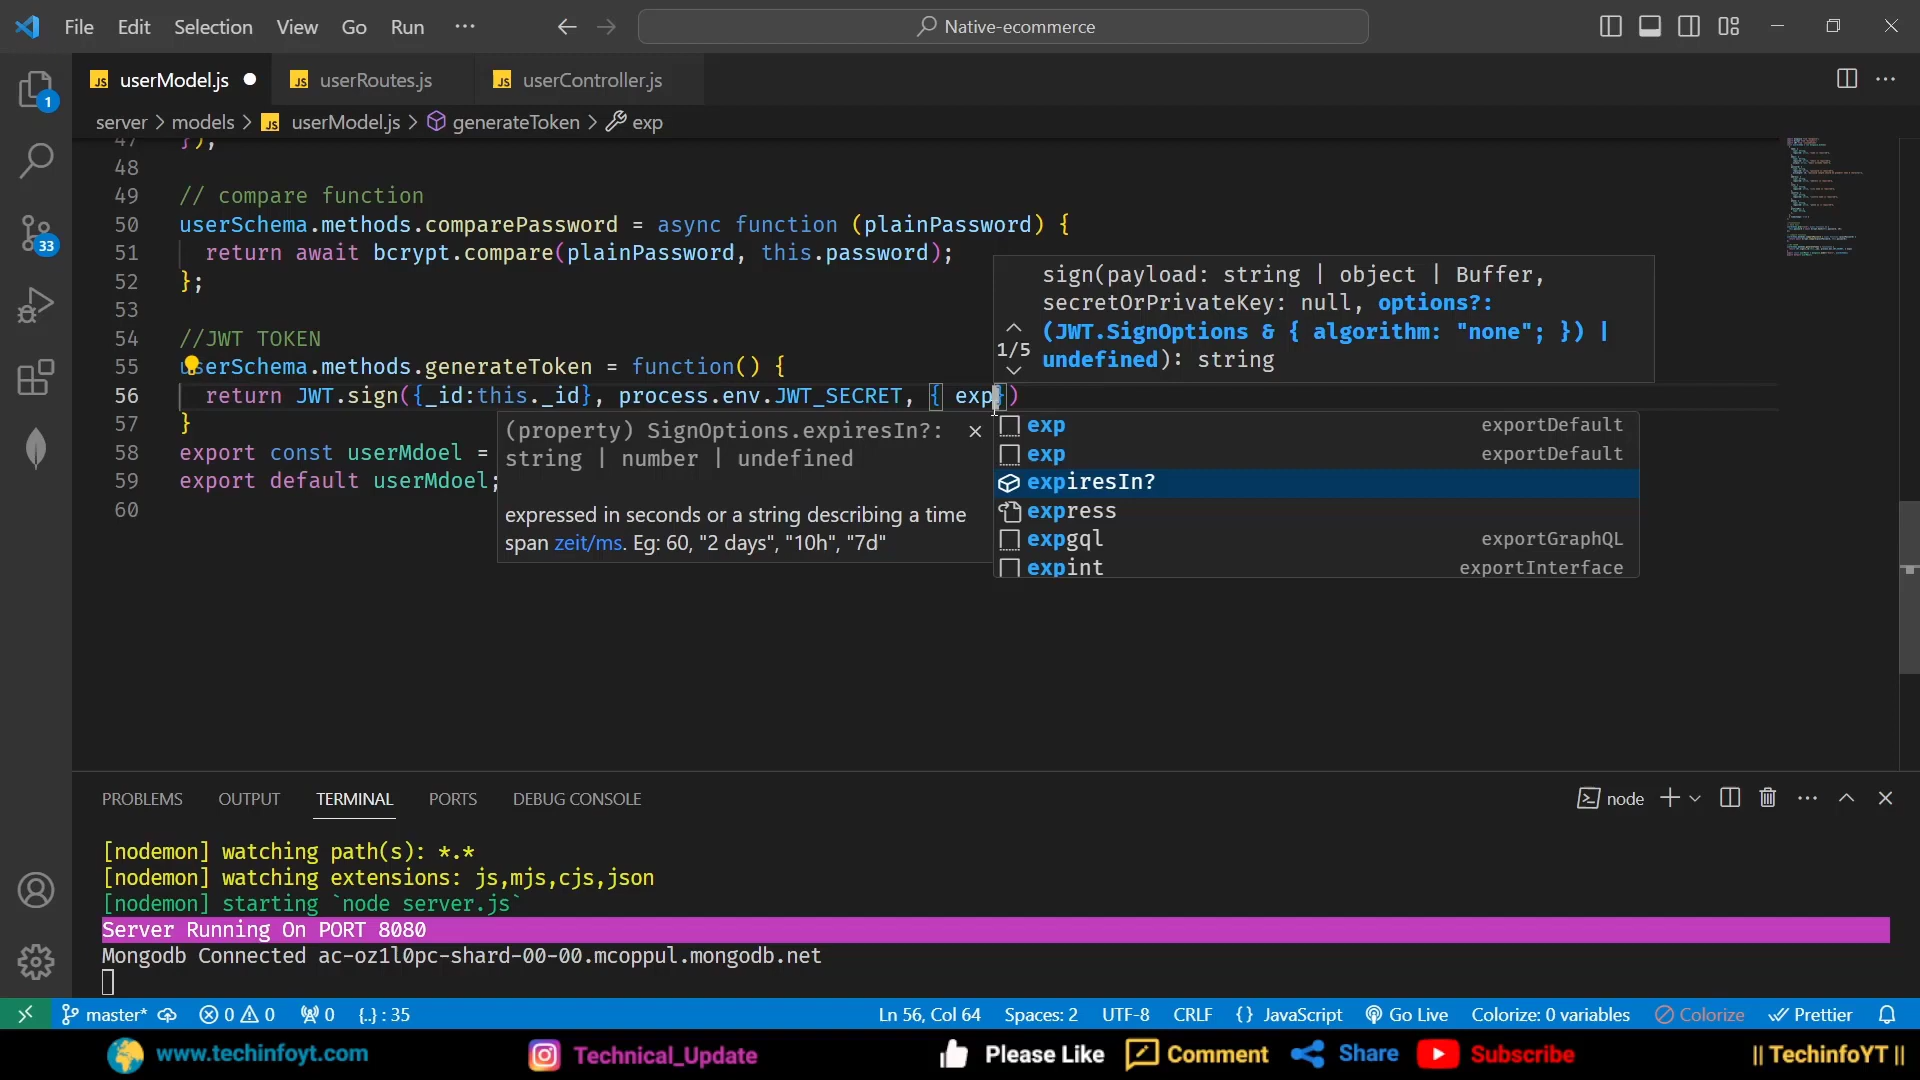 File Edit Selection View Go Run ··· Native-ecommerce
userModel.js userRoutes.js userController.js
server > models > JS userModel.js > generateToken > exp
47 });
48
49 // compare function
50 userSchema.methods.comparePassword = async function (plainPassword) {
51 return await bcrypt.compare(plainPassword, this.password);
52 };
53
54 //JWT TOKEN
55 userSchema.methods.generateToken = function() {
56 return JWT.sign({_id:this._id}, process.env.JWT_SECRET, { exp})
57 }
58 export const userMdoel =
59 export default userMdoel;
60
sign(payload: string | object | Buffer,
secretOrPrivateKey: null, options?:
(JWT.SignOptions & { algorithm: "none"; }) |
1/5
undefined): string
(property) SignOptions.expiresIn?:
string | number | undefined
expressed in seconds or a string describing a time
span zeit/ms. Eg: 60, "2 days", "10h", "7d"
exp exportDefault
exp exportDefault
expiresIn?
express
expgql exportGraphQL
expint exportInterface
1
33
PROBLEMS OUTPUT TERMINAL PORTS DEBUG CONSOLE node
[nodemon] watching path(s): *.*
[nodemon] watching extensions: js,mjs,cjs,json
[nodemon] starting `node server.js`
Server Running On PORT 8080
Mongodb Connected ac-oz1l0pc-shard-00-00.mcoppul.mongodb.net
master* 0 0 0 {..} : 35 Ln 56, Col 64 Spaces: 2 UTF-8 CRLF {} JavaScript Go Live Colorize: 0 variables Colorize Prettier
www.techinfoyt.com Technical_Update Please Like Comment Share Subscribe || TechinfoYT ||